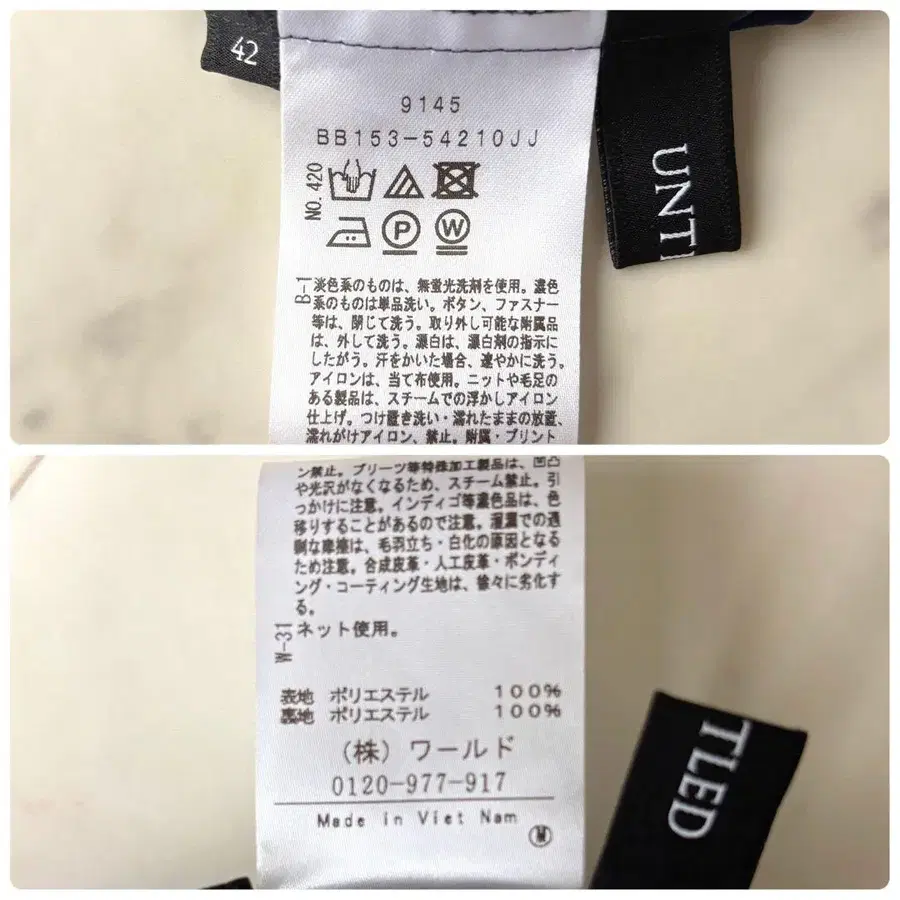 42
9145
BB153-54210JJ
NO. 420
P
W
UNTI
B-1
淡色系のものは、無蛍光洗剤を使用。濃色
系のものは単品洗い。ボタン、ファスナー
等は、閉じて洗う。取り外し可能な附属品
は、外して洗う。漂白は、漂白剤の指示に
したがう。汗をかいた場合、速やかに洗う。
アイロンは、当て布使用。ニットや毛足の
ある製品は、スチームでの浮かしアイロン
仕上げ。つけ置き洗い・濡れたままの放置、
濡れがけアイロン、禁止。附属・プリント
ン禁止。プリーツ等特殊加工製品は、凹凸
や光沢がなくなるため、スチーム禁止。引
っかけに注意。インディゴ等濃色品は、色
移りすることがあるので注意。湿潤での過
剰な摩擦は、毛羽立ち・白化の原因となる
ため注意。合成皮革・人工皮革・ボンディ
ング・コーティング生地は、徐々に劣化す
る。
W-31
ネット使用。
表地 ポリエステル 100%
裏地 ポリエステル 100%
(株) ワールド
0120-977-917
Made in Viet Nam
M
TLED